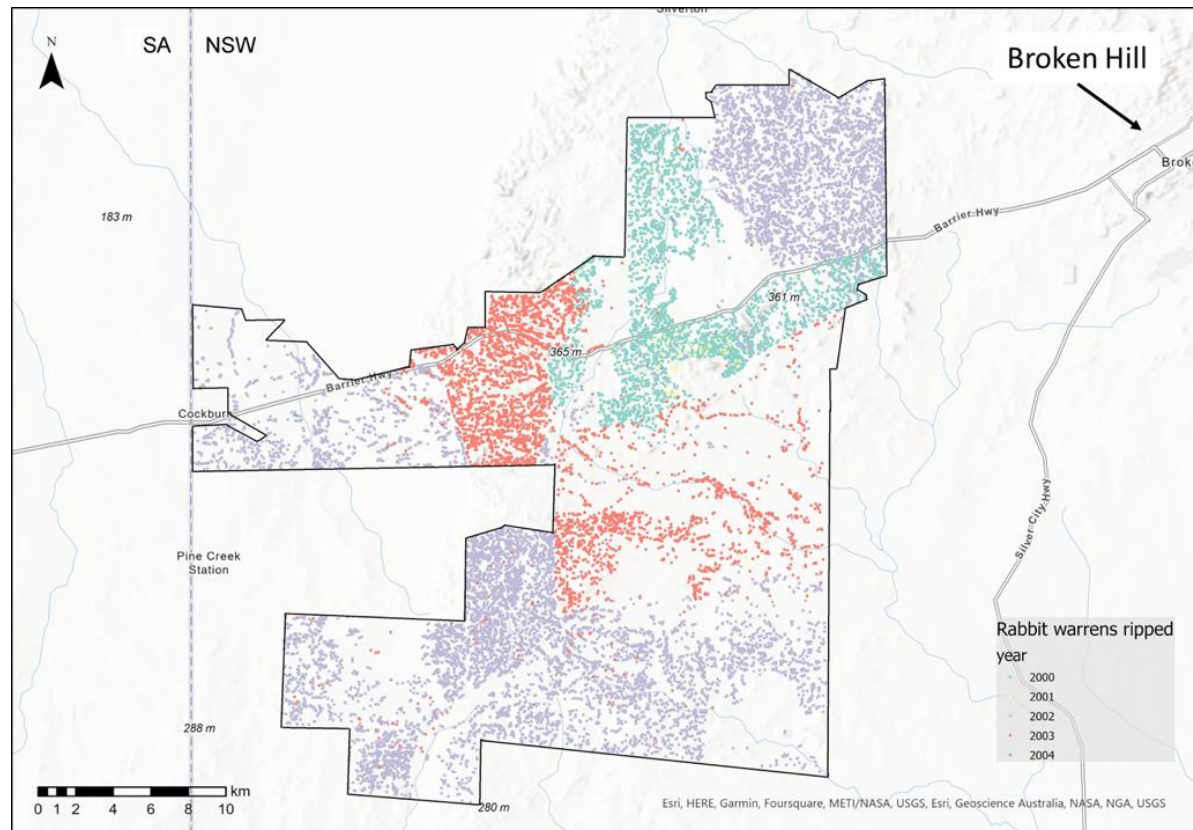 Silverton
N
SA
NSW
Broken Hill
183 m
Barrier Hwy
361 m
365 m
Barrier Hwy
Cockburn
Silver City Hwy
Pine Creek
Station
Rabbit warrens ripped
year
2000
2001
2002
2003
2004
288 m
280 m
0 1 2 4 6 8 10 km
Esri, HERE, Garmin, Foursquare, METI/NASA, USGS, Esri, Geoscience Australia, NASA, NGA, USGS